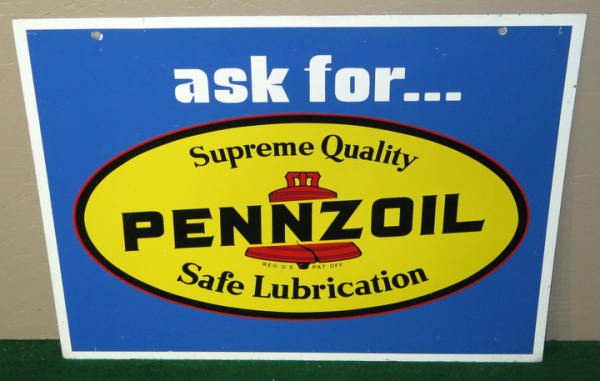 ask for...
Supreme Quality
PENNZOIL
REG. U.S. PAT. OFF
Safe Lubrication